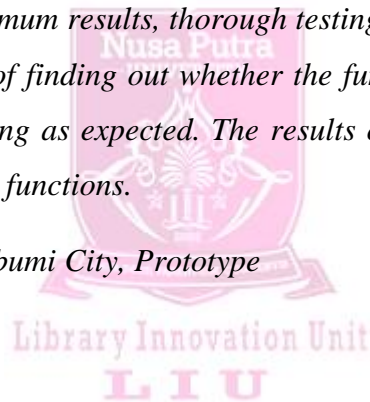 mum results, thorough testing
Nusa Putra
of finding out whether the fu
ing as expected. The results
functions.
bumi City, Prototype
Library Innovation Unit
LIU